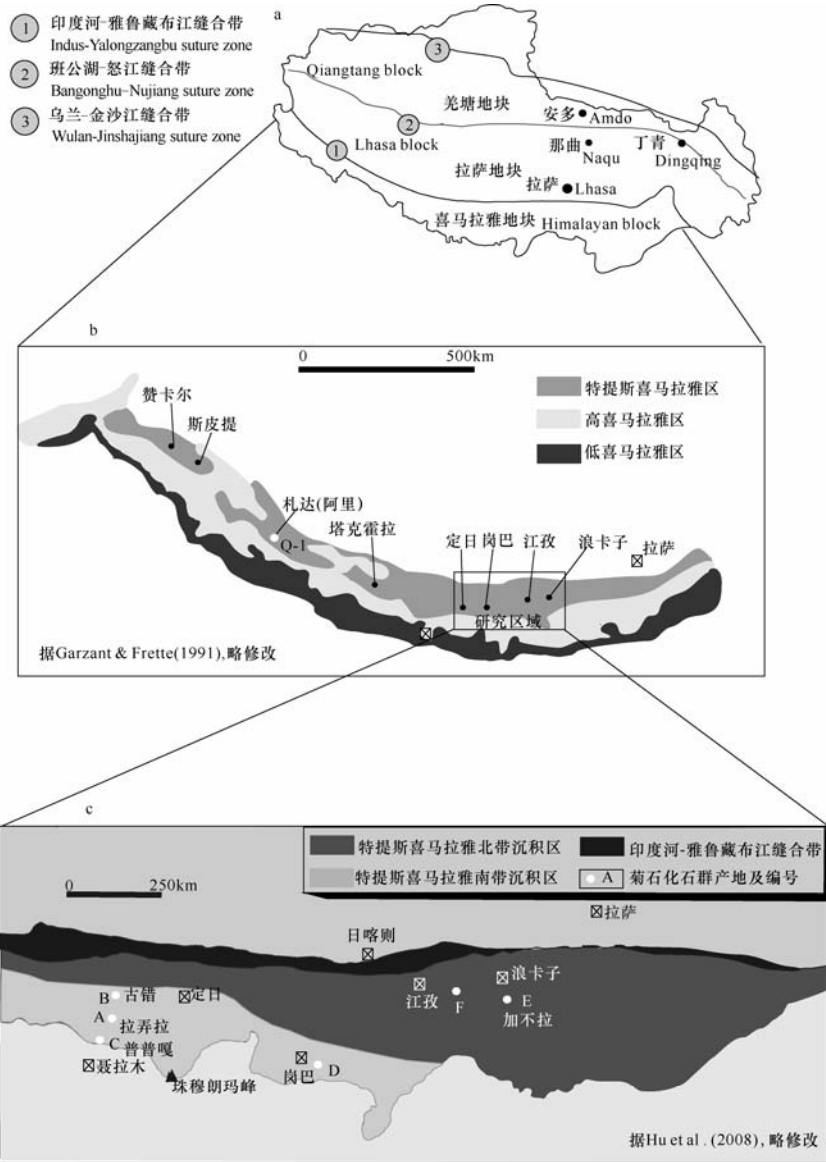 a
1 印度河-雅鲁藏布江缝合带
Indus-Yalongzangbu suture zone
2 班公湖-怒江缝合带
Bangonghu-Nujiang suture zone
3 乌兰-金沙江缝合带
Wulan-Jinshajiang suture zone
3
Qiangtang block
羌塘地块
安多
Amdo
2
Lhasa block
那曲
Naqu
丁青
Dingqing
1
拉萨地块
拉萨
Lhasa
喜马拉雅地块 Himalayan block
b
0 500km
特提斯喜马拉雅区
高喜马拉雅区
低喜马拉雅区
赞卡尔
斯皮提
札达(阿里)
Q-1
塔克霍拉
定日 岗巴 江孜 浪卡子
拉萨
研究区域
据Garzant & Frette(1991),略修改
c
特提斯喜马拉雅北带沉积区
印度河-雅鲁藏布江缝合带
特提斯喜马拉雅南带沉积区
A 菊石化石群产地及编号
0 250km
拉萨
日喀则
浪卡子
B 古错
定日
江孜
F
E
加不拉
A
拉弄拉
C 普普嘎
聂拉木
珠穆朗玛峰
岗巴
D
据Hu et al. (2008), 略修改